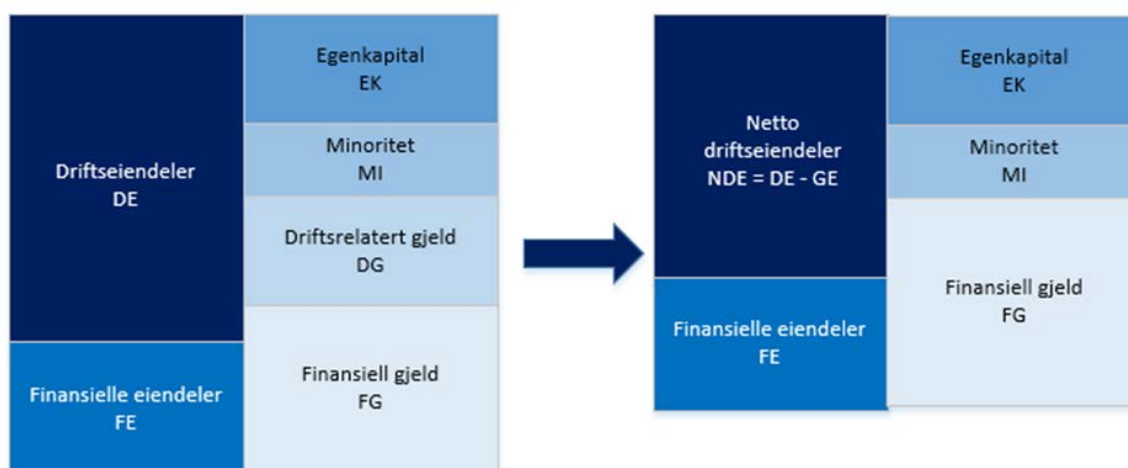 Driftseiendeler
DE
Finansielle eiendeler
FE
Egenkapital
EK
Minoritet
MI
Driftsrelatert gjeld
DG
Finansiell gjeld
FG
Netto
driftseiendeler
NDE = DE - GE
Finansielle eiendeler
FE
Egenkapital
EK
Minoritet
MI
Finansiell gjeld
FG